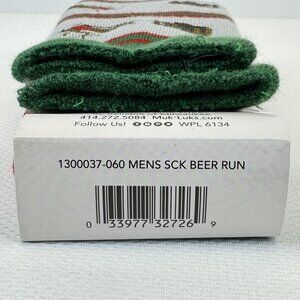 414.272.5084 Muk-Luks.com
Follow Us! WPL 6134
1300037-060 MENS SCK BEER RUN
0 33977 32726 9